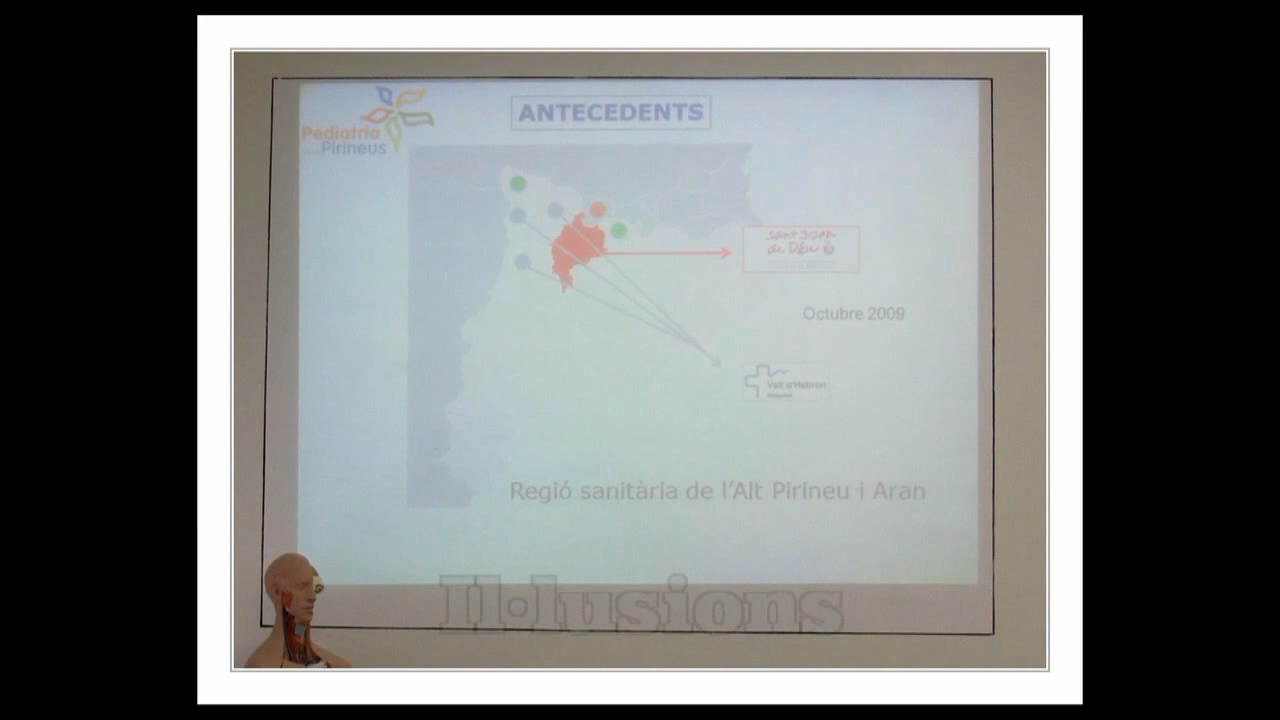 ANTECEDENTS
Pediatria
Pirineus
sant Joan
de Déu
Octubre 2009
Vall d'Hebron
Hospital
Regió sanitària de l'Alt Pirineu i Aran
Il·lusions